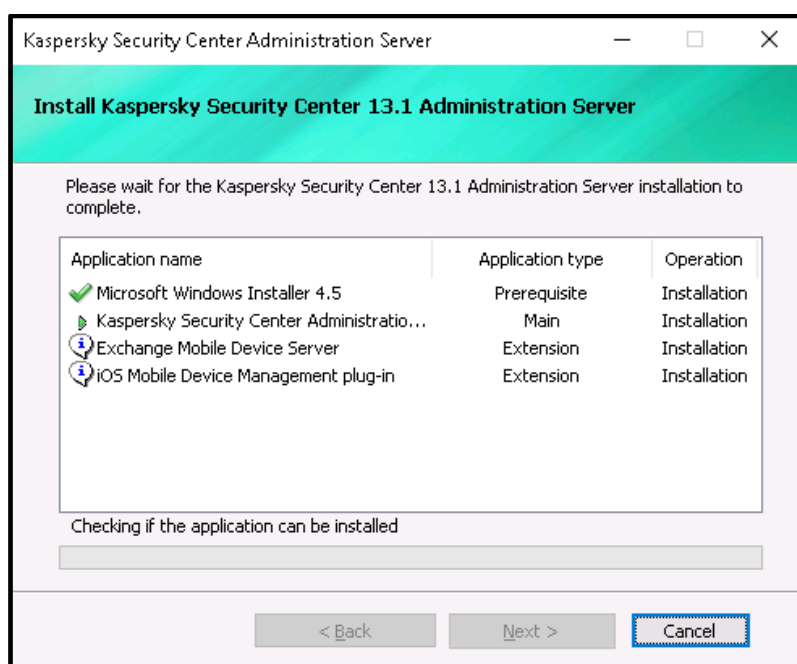 Kaspersky Security Center Administration Server
Install Kaspersky Security Center 13.1 Administration Server
Please wait for the Kaspersky Security Center 13.1 Administration Server installation to
complete.
Application name Application type Operation
Microsoft Windows Installer 4.5 Prerequisite Installation
Kaspersky Security Center Administratio... Main Installation
Exchange Mobile Device Server Extension Installation
iOS Mobile Device Management plug-in Extension Installation
Checking if the application can be installed
< Back Next > Cancel